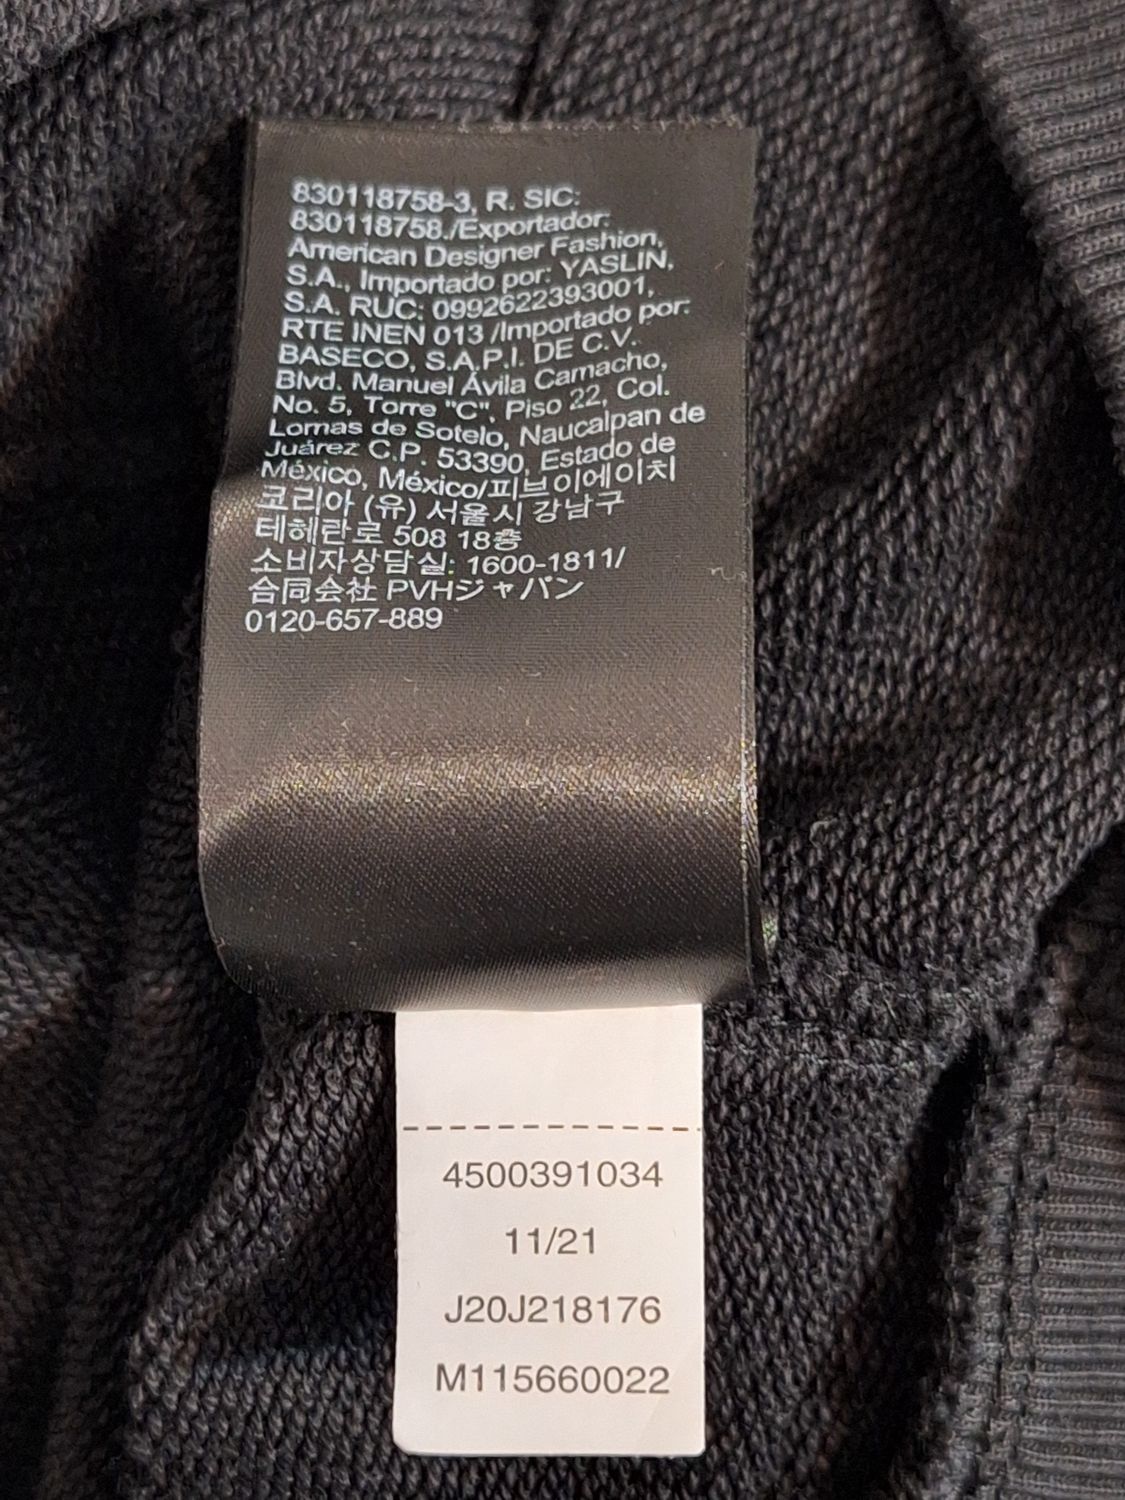 830118758-3, R. SIC:
830118758./Exportador:
American Designer Fashion,
S.A., Importado por: YASLIN,
S.A. RUC: 0992622393001,
RTE INEN 013 /Importado por:
BASECO, S.A.P.I. DE C.V.
Blvd. Manuel Ávila Camacho,
No. 5, Torre "C", Piso 22, Col.
Lomas de Sotelo, Naucalpan de
Juárez C.P. 53390, Estado de
México, México/피브이에이치
코리아 (유) 서울시 강남구
테헤란로 508 18층
소비자상담실: 1600-1811/
合同会社 PVHジャパン
0120-657-889
4500391034
11/21
J20J218176
M115660022